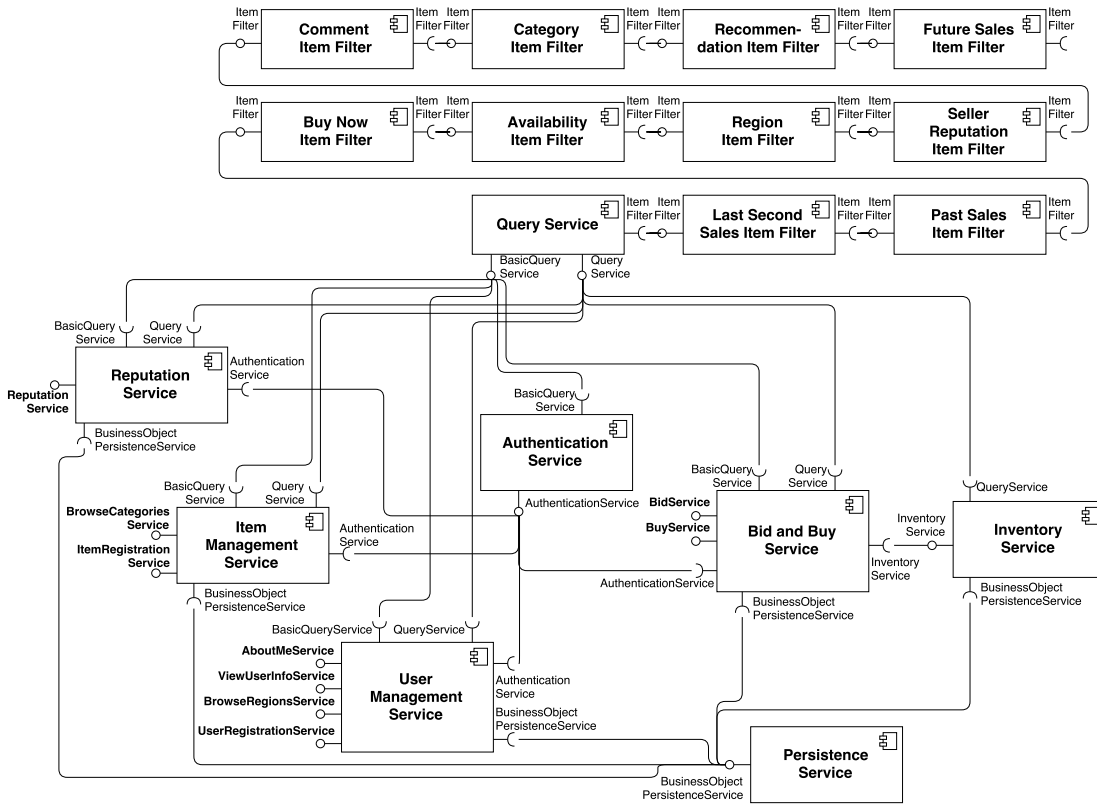 Item
Filter
Comment
Item Filter
Item
Filter
Item
Filter
Category
Item Filter
Item
Filter
Item
Filter
Recommen-
dation Item Filter
Item
Filter
Item
Filter
Future Sales
Item Filter
Item
Filter
Item
Filter
Buy Now
Item Filter
Item
Filter
Item
Filter
Availability
Item Filter
Item
Filter
Item
Filter
Region
Item Filter
Item
Filter
Item
Filter
Seller
Reputation
Item Filter
Item
Filter
Query Service
Item
Filter
Item
Filter
Last Second
Sales Item Filter
Item
Filter
Item
Filter
Past Sales
Item Filter
Item
Filter
BasicQuery
Service
Query
Service
BasicQuery
Service
Query
Service
Reputation
Service
Authentication
Service
Reputation
Service
BusinessObject
PersistenceService
BasicQuery
Service
Authentication
Service
AuthenticationService
BasicQuery
Service
Query
Service
BrowseCategories
Service
ItemRegistration
Service
Item
Management
Service
Authentication
Service
BusinessObject
PersistenceService
BasicQuery
Service
Query
Service
BidService
BuyService
Bid and Buy
Service
AuthenticationService
Inventory
Service
Inventory
Service
QueryService
Inventory
Service
BusinessObject
PersistenceService
BusinessObject
PersistenceService
BasicQueryService
QueryService
AboutMeService
ViewUserInfoService
BrowseRegionsService
UserRegistrationService
User
Management
Service
Authentication
Service
BusinessObject
PersistenceService
Persistence
Service
BusinessObject
PersistenceService